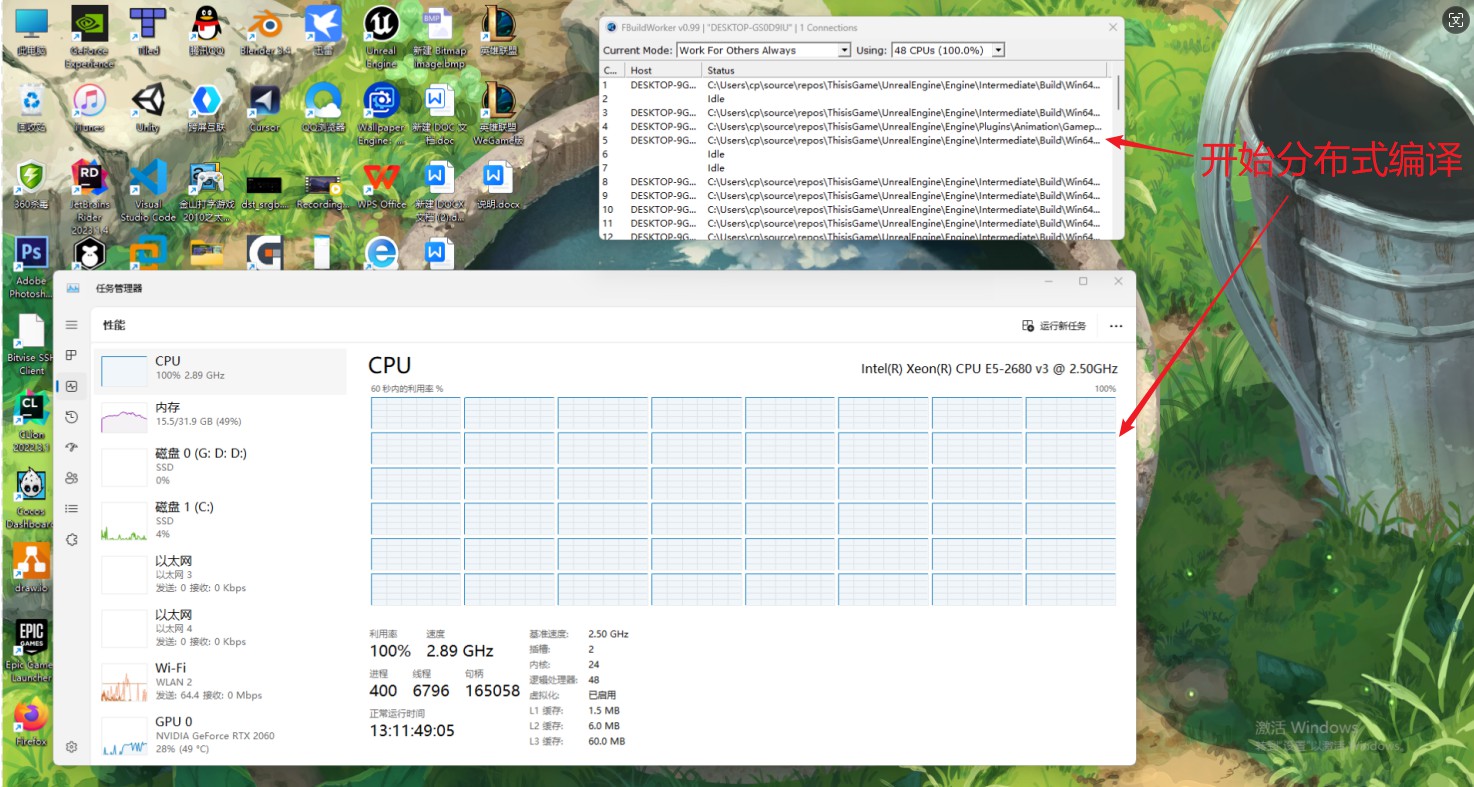 此电脑
GeForce
Experience
Tiled
腾讯QQ
Blender 3.4
迅雷
Unreal
Engine
新建 Bitmap
Image.bmp
英雄联盟
回收站
iTunes
Unity
跨屏互联
Cursor
QQ浏览器
Wallpaper
Engine：...
新建 DOC 文
档.doc
英雄联盟
WeGame版
360杀毒
JetBrains
Rider
2023.1.4
Visual
Studio Code
金山打字游戏
2010之太...
dst_srgb...
Recording...
WPS Office
新建 DOCX
文档 (2).d...
说明.docx
Adobe
Photosh...
Bitvise SSH
Client
CLion
2022.3.1
Cocos
Dashboard
draw.io
EPIC
GAMES
Epic Games
Launcher
Firefox
FBuildWorker v0.99 | "DESKTOP-GS0D9IU" | 1 Connections
Current Mode: Work For Others Always Using: 48 CPUs (100.0%)
C... Host Status
1 DESKTOP-9G... C:\Users\cp\source\repos\ThisisGame\UnrealEngine\Engine\Intermediate\Build\Win64...
2 Idle
3 DESKTOP-9G... C:\Users\cp\source\repos\ThisisGame\UnrealEngine\Engine\Intermediate\Build\Win64...
4 DESKTOP-9G... C:\Users\cp\source\repos\ThisisGame\UnrealEngine\Engine\Plugins\Animation\Gamep...
5 DESKTOP-9G... C:\Users\cp\source\repos\ThisisGame\UnrealEngine\Engine\Intermediate\Build\Win64...
6 Idle
7 Idle
8 DESKTOP-9G... C:\Users\cp\source\repos\ThisisGame\UnrealEngine\Engine\Intermediate\Build\Win64...
9 DESKTOP-9G... C:\Users\cp\source\repos\ThisisGame\UnrealEngine\Engine\Intermediate\Build\Win64...
10 DESKTOP-9G... C:\Users\cp\source\repos\ThisisGame\UnrealEngine\Engine\Intermediate\Build\Win64...
11 DESKTOP-9G... C:\Users\cp\source\repos\ThisisGame\UnrealEngine\Engine\Intermediate\Build\Win64...
12 DESKTOP-9G... C:\Users\cp\source\repos\ThisisGame\UnrealEngine\Engine\Intermediate\Build\Win64...
开始分布式编译
任务管理器
性能
运行新任务
CPU
100% 2.89 GHz
内存
15.5/31.9 GB (49%)
磁盘 0 (G: D: D:)
SSD
0%
磁盘 1 (C:)
SSD
4%
以太网
以太网 3
发送: 0 接收: 0 Kbps
以太网
以太网 4
发送: 0 接收: 0 Kbps
Wi-Fi
WLAN 2
发送: 64.4 接收: 0 Mbps
GPU 0
NVIDIA GeForce RTX 2060
28% (49 °C)
CPU
Intel(R) Xeon(R) CPU E5-2680 v3 @ 2.50GHz
60 秒内的利用率 %
100%
利用率 速度
100% 2.89 GHz
进程 线程 句柄
400 6796 165058
正常运行时间
13:11:49:05
基准速度: 2.50 GHz
插槽: 2
内核: 24
逻辑处理器: 48
虚拟化: 已启用
L1 缓存: 1.5 MB
L2 缓存: 6.0 MB
L3 缓存: 60.0 MB
激活 Windows
转到"设置"以激活 Windows。